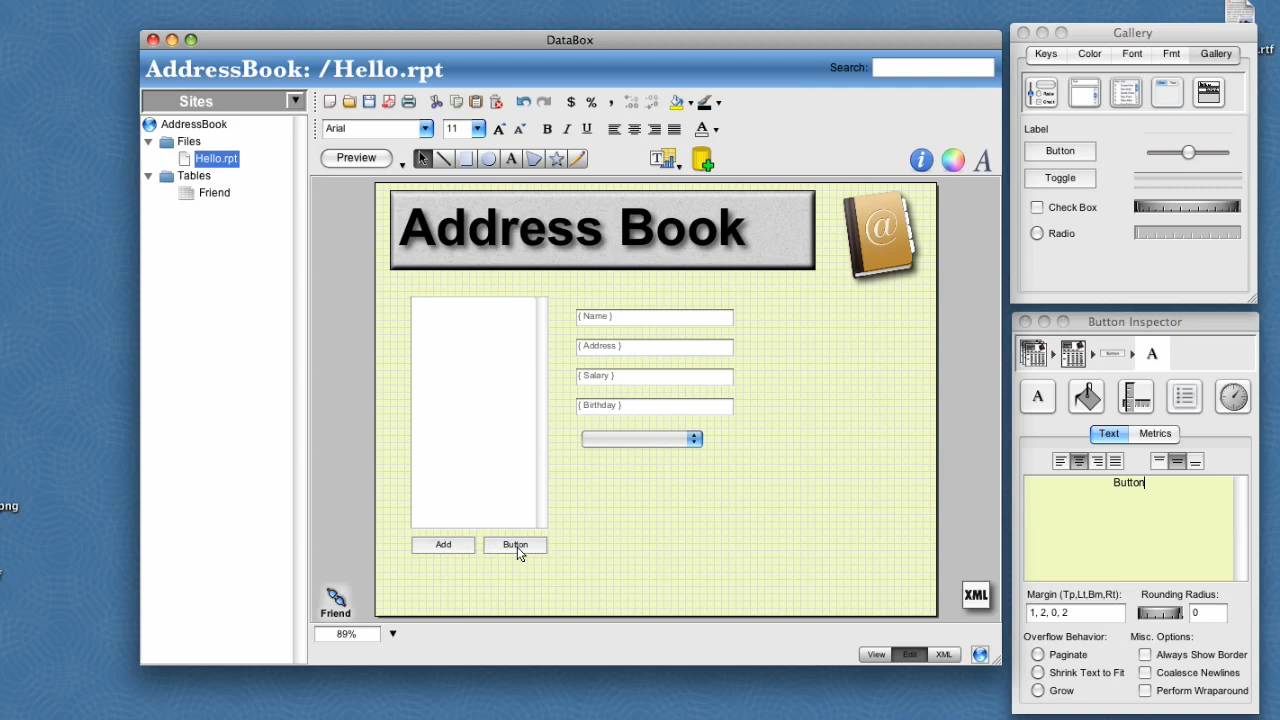 DataBox
AddressBook: /Hello.rpt
Search:
Sites
AddressBook
Files
Hello.rpt
Tables
Friend
$ % ,
Arial
11
A A B I U A
Preview
A
T
i
A
Address Book
@
{ Name }
{ Address }
{ Salary }
{ Birthday }
Add
Button
Friend
XML
89%
View
Edit
XML
.rtf
Gallery
Keys
Color
Font
Fmt
Gallery
Label
Button
Toggle
Check Box
Radio
Button Inspector
Button
A
A
Text
Metrics
Button
Margin (Tp,Lt,Bm,Rt):
Rounding Radius:
1, 2, 0, 2
0
Overflow Behavior:
Misc. Options:
Paginate
Always Show Border
Shrink Text to Fit
Coalesce Newlines
Grow
Perform Wraparound
png